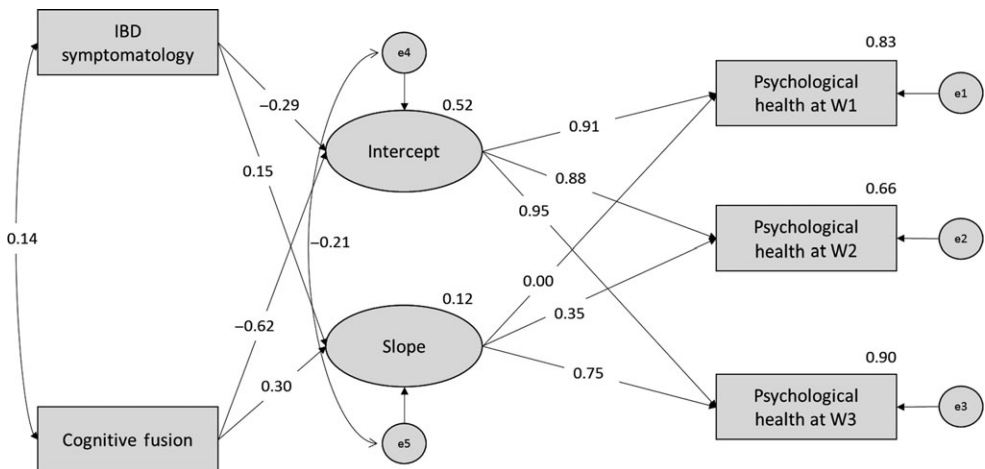 IBD
symptomatology
e4
0.83
Psychological
health at W1
e1
−0.29
0.52
0.91
Intercept
0.15
0.88
0.66
0.95
Psychological
health at W2
e2
0.14
−0.21
0.00
0.12
0.35
−0.62
Slope
0.90
0.30
0.75
Psychological
health at W3
e3
Cognitive fusion
e5